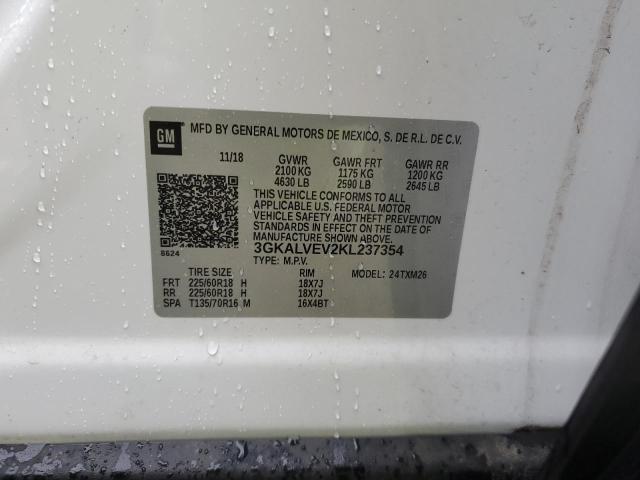 GM MFD BY GENERAL MOTORS DE MEXICO, S. DE R.L. DE C.V.
11/18 GVWR GAWR FRT GAWR RR
2100 KG 1175 KG 1200 KG
4630 LB 2590 LB 2645 LB
THIS VEHICLE CONFORMS TO ALL
APPLICABLE U.S. FEDERAL MOTOR
VEHICLE SAFETY AND THEFT PREVENTION
STANDARDS IN EFFECT ON THE DATE OF
MANUFACTURE SHOWN ABOVE.
3GKALVEV2KL237354
8624
TYPE: M.P.V. MODEL: 24TXM26
TIRE SIZE RIM
FRT 225/60R18 H 18X7J
RR 225/60R18 H 18X7J
SPA T135/70R16 M 16X4BT